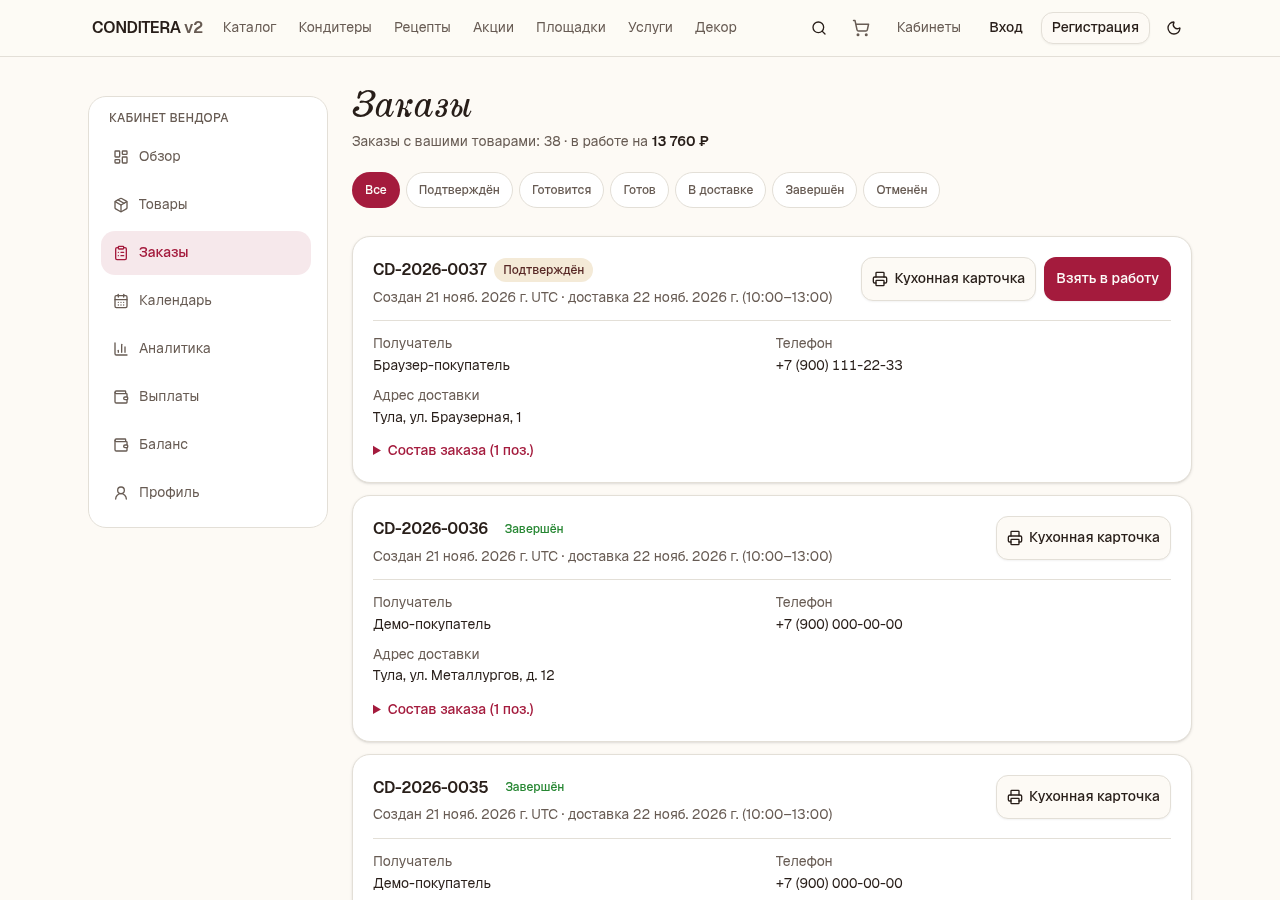 CONDITERA v2 Каталог Кондитеры Рецепты Акции Площадки Услуги Декор Кабинеты Вход Регистрация
КАБИНЕТ ВЕНДОРА
Обзор
Товары
Заказы
Календарь
Аналитика
Выплаты
Баланс
Профиль
Заказы
Заказы с вашими товарами: 38 · в работе на 13 760 ₽
Все Подтверждён Готовится Готов В доставке Завершён Отменён
CD-2026-0037 Подтверждён
Создан 21 нояб. 2026 г. UTC · доставка 22 нояб. 2026 г. (10:00–13:00)
Кухонная карточка Взять в работу
Получатель Телефон
Браузер-покупатель +7 (900) 111-22-33
Адрес доставки
Тула, ул. Браузерная, 1
Состав заказа (1 поз.)
CD-2026-0036 Завершён
Создан 21 нояб. 2026 г. UTC · доставка 22 нояб. 2026 г. (10:00–13:00)
Кухонная карточка
Получатель Телефон
Демо-покупатель +7 (900) 000-00-00
Адрес доставки
Тула, ул. Металлургов, д. 12
Состав заказа (1 поз.)
CD-2026-0035 Завершён
Создан 21 нояб. 2026 г. UTC · доставка 22 нояб. 2026 г. (10:00–13:00)
Кухонная карточка
Получатель Телефон
Демо-покупатель +7 (900) 000-00-00